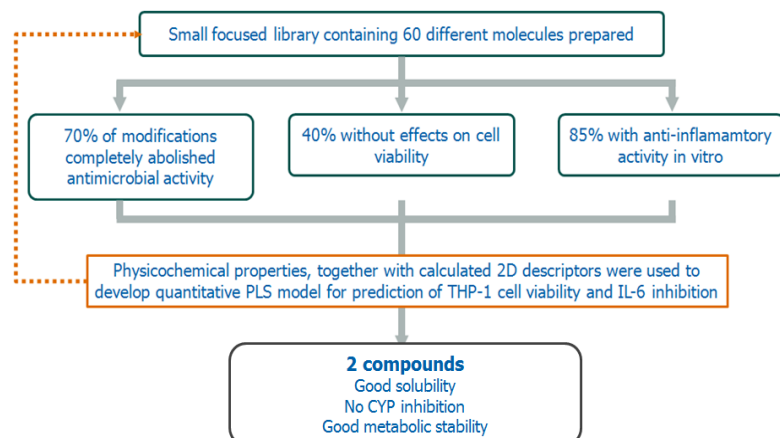 Small focused library containing 60 different molecules prepared
70% of modifications
completely abolished
antimicrobial activity
40% without effects on cell
viability
85% with anti-inflamamtory
activity in vitro
Physicochemical properties, together with calculated 2D descriptors were used to
develop quantitative PLS model for prediction of THP-1 cell viability and IL-6 inhibition
2 compounds
Good solubility
No CYP inhibition
Good metabolic stability